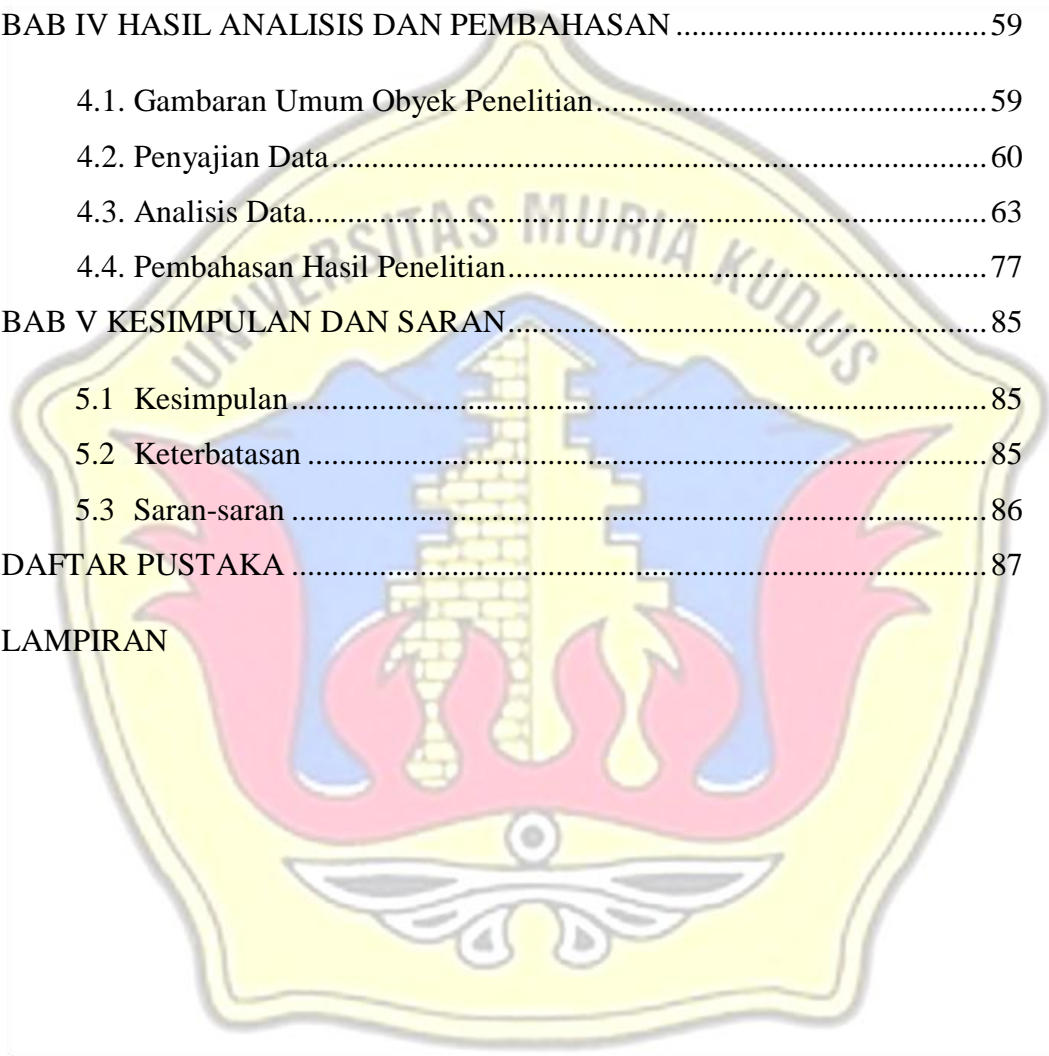 BAB IV HASIL ANALISIS DAN PEMBAHASAN ..................................... 59
4.1. Gambaran Umum Obyek Penelitian ................................................. 59
4.2. Penyajian Data ................................................................................. 60
4.3. Analisis Data .................................................................................... 63
4.4. Pembahasan Hasil Penelitian ........................................................... 77
BAB V KESIMPULAN DAN SARAN ......................................................... 85
5.1 Kesimpulan ...................................................................................... 85
5.2 Keterbatasan .................................................................................... 85
5.3 Saran-saran ...................................................................................... 86
DAFTAR PUSTAKA ................................................................................... 87
LAMPIRAN
UNIVERSITAS MURIA KUDUS